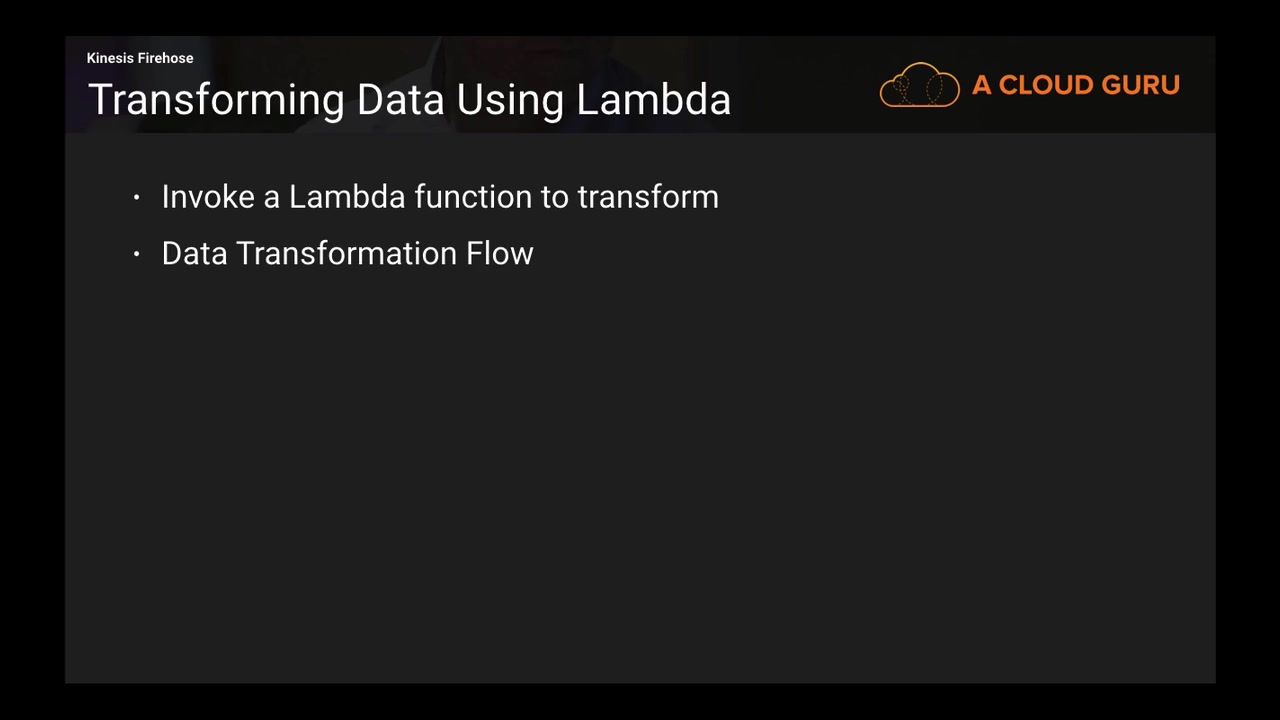 Kinesis Firehose
Transforming Data Using Lambda
A CLOUD GURU
• Invoke a Lambda function to transform
• Data Transformation Flow